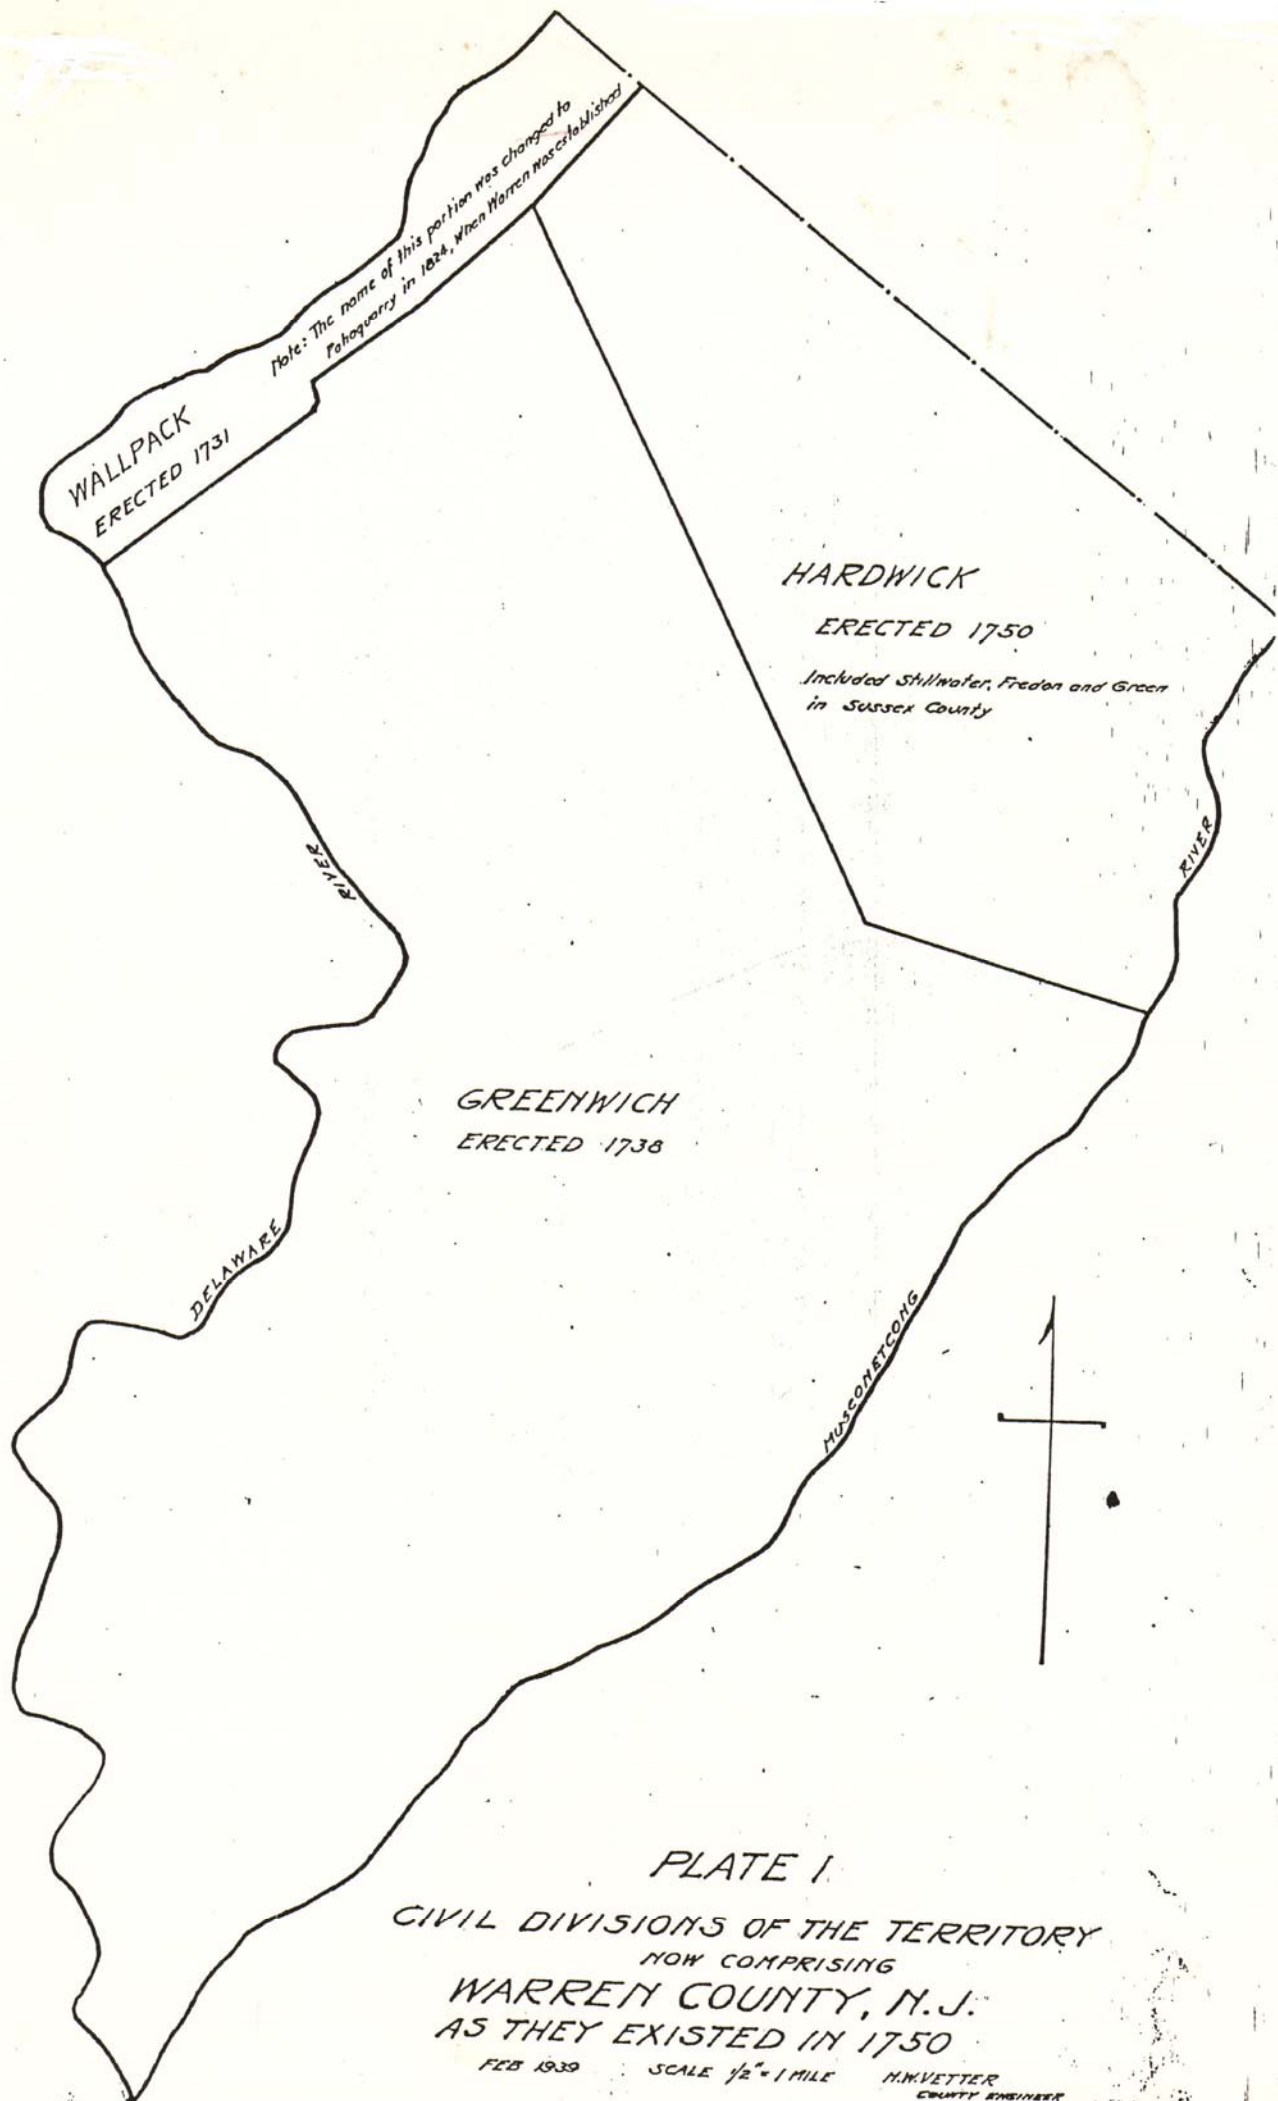 Note: The name of this portion was changed to
Pahaquarry in 1824, when Warren was established
WALLPACK
ERECTED 1731
HARDWICK
ERECTED 1750
Included Stillwater, Fredon and Green
in Sussex County
RIVER
RIVER
GREENWICH
ERECTED 1738
DELAWARE
MUSCONETCONG
PLATE 1
CIVIL DIVISIONS OF THE TERRITORY
NOW COMPRISING
WARREN COUNTY, N.J.
AS THEY EXISTED IN 1750
FEB 1939 SCALE 1/2" = 1 MILE H.W. VETTER
COUNTY ENGINEER